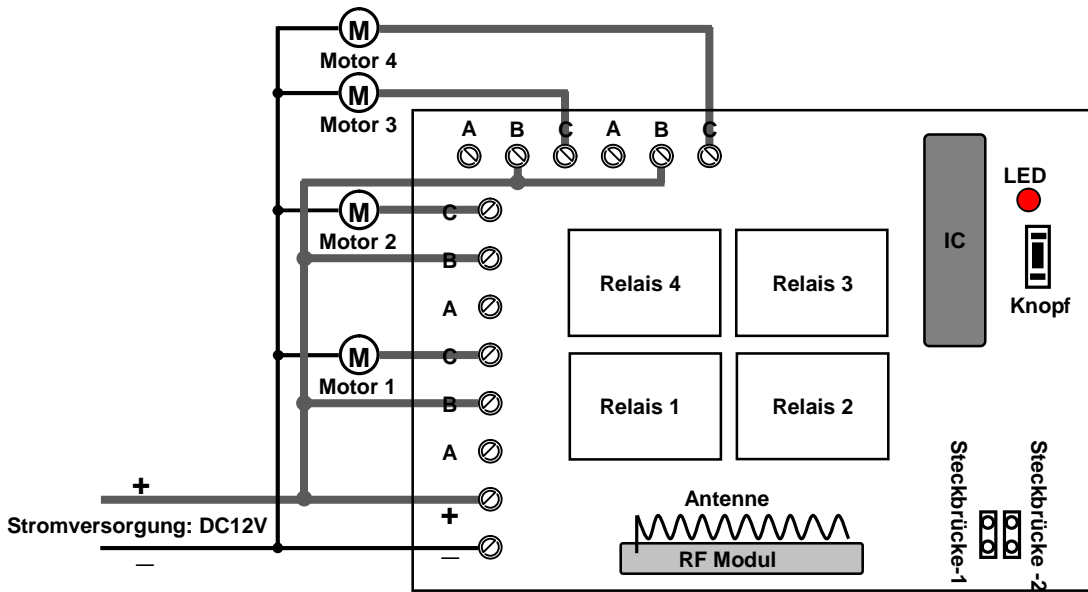 M
Motor 4
M
Motor 3
A B C A B C
LED
M
C
Motor 2
IC
B
Relais 4
Relais 3
A
Knopf
M
C
Motor 1
B
Relais 1
Relais 2
A
Steckbrücke-1
Steckbrücke -2
+
Antenne
Stromversorgung: DC12V
+
_
_
RF Modul